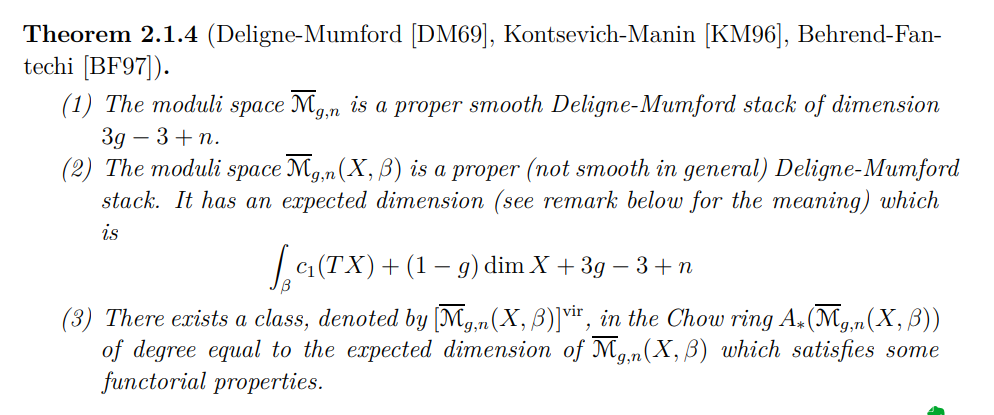 Theorem 2.1.4 (Deligne-Mumford [DM69], Kontsevich-Manin [KM96], Behrend-Fan-
techi [BF97]).
(1) The moduli space $\overline{\mathcal{M}}_{g,n}$ is a proper smooth Deligne-Mumford stack of dimension
$3g - 3 + n$.
(2) The moduli space $\overline{\mathcal{M}}_{g,n}(X, \beta)$ is a proper (not smooth in general) Deligne-Mumford
stack. It has an expected dimension (see remark below for the meaning) which
is
$\int_{\beta} c_1(TX) + (1 - g) \dim X + 3g - 3 + n$
(3) There exists a class, denoted by $[\overline{\mathcal{M}}_{g,n}(X, \beta)]^{\mathrm{vir}}$, in the Chow ring $A_*(\overline{\mathcal{M}}_{g,n}(X, \beta))$
of degree equal to the expected dimension of $\overline{\mathcal{M}}_{g,n}(X, \beta)$ which satisfies some
functorial properties.